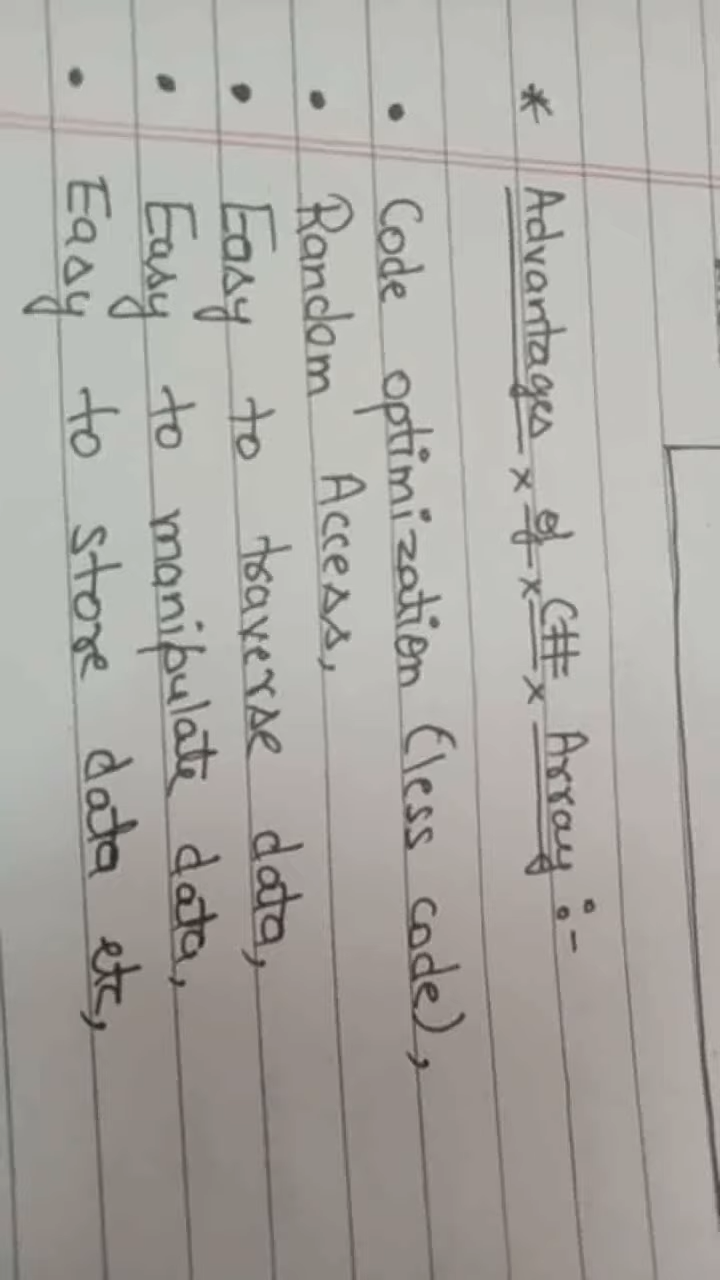 * Advantages of C# Array :-
• Code optimization (less code),
• Random Access,
• Easy to traverse data,
• Easy to manipulate data,
• Easy to store data etc,